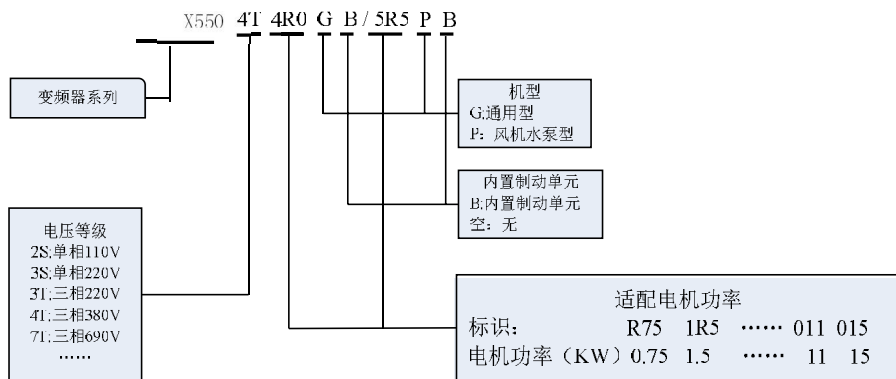 X550 4T 4R0 G B/5R5 P B
变频器系列
机型
G:通用型
P：风机水泵型
内置制动单元
B:内置制动单元
空：无
电压等级
2S:单相110V
3S:单相220V
3T:三相220V
4T:三相380V
7T:三相690V
……
适配电机功率
标识： R75 1R5 …… 011 015
电机功率（KW）0.75 1.5 …… 11 15